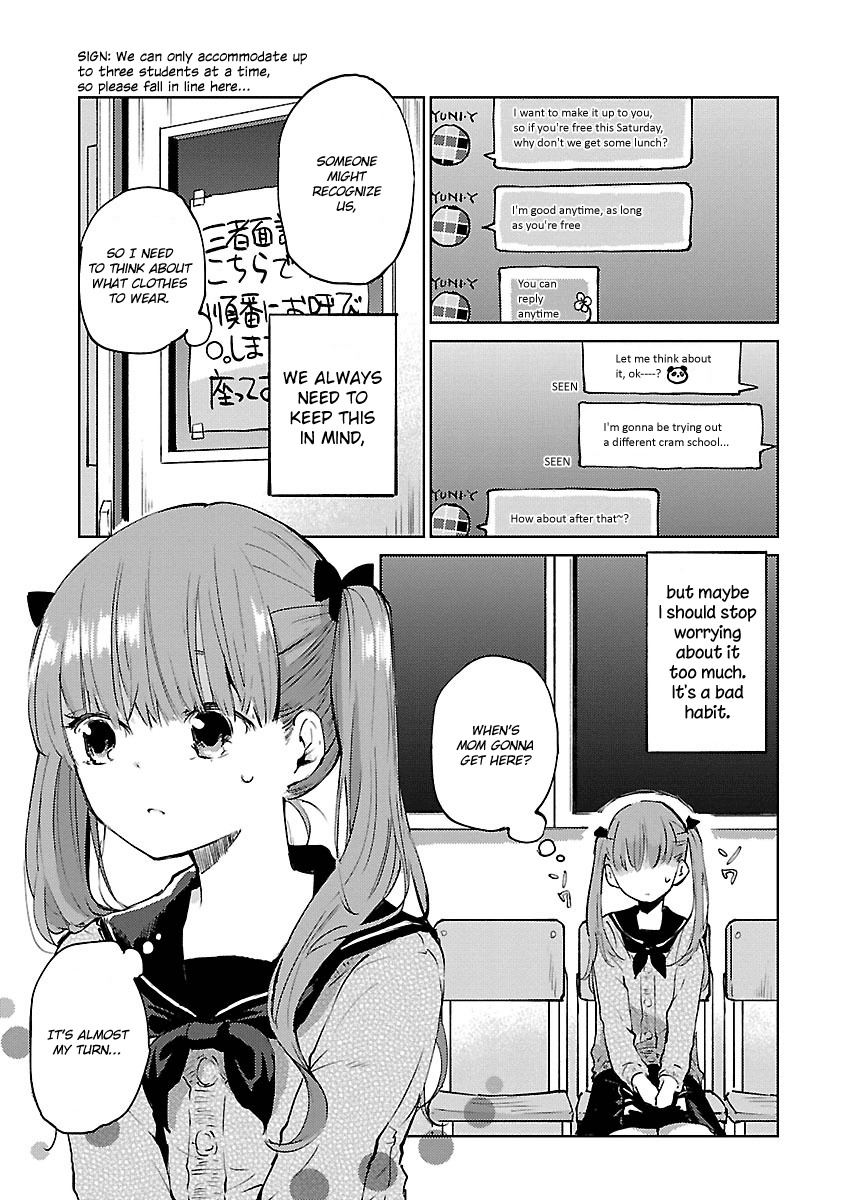 SIGN: We can only accommodate up
to three students at a time,
so please fall in line here...
YUNI·Y
I want to make it up to you,
so if you're free this Saturday,
why don't we get some lunch?
YUNI·Y
I'm good anytime, as long
as you're free
YUNI·Y
You can
reply
anytime
SOMEONE
MIGHT
RECOGNIZE
US,
SO I NEED
TO THINK ABOUT
WHAT CLOTHES
TO WEAR.
三者面
こちらで
順番にお呼び
しま
座ってお
WE ALWAYS
NEED TO
KEEP THIS
IN MIND,
Let me think about
it, ok----?
SEEN
I'm gonna be trying out
a different cram school...
SEEN
YUNI·Y
How about after that~?
but maybe
I should stop
worrying
about it
too much.
It's a bad
habit.
WHEN'S
MOM GONNA
GET HERE?
ソワ
ソワ
IT'S ALMOST
MY TURN...